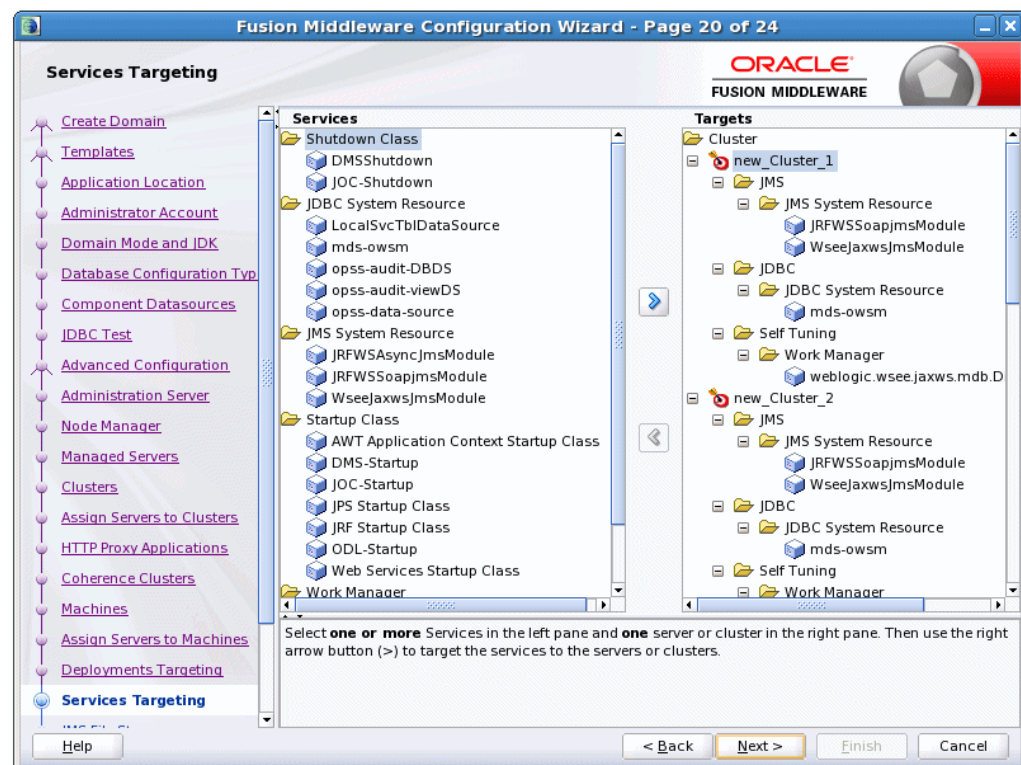 Fusion Middleware Configuration Wizard - Page 20 of 24
Services Targeting
ORACLE
FUSION MIDDLEWARE
Create Domain
Templates
Application Location
Administrator Account
Domain Mode and JDK
Database Configuration Typ
Component Datasources
JDBC Test
Advanced Configuration
Administration Server
Node Manager
Managed Servers
Clusters
Assign Servers to Clusters
HTTP Proxy Applications
Coherence Clusters
Machines
Assign Servers to Machines
Deployments Targeting
Services Targeting
Services
Shutdown Class
DMSShutdown
JOC-Shutdown
JDBC System Resource
LocalSvcTblDataSource
mds-owsm
opss-audit-DBDS
opss-audit-viewDS
opss-data-source
JMS System Resource
JRFWSAsyncJmsModule
JRFWSSoapjmsModule
WseeJaxwsJmsModule
Startup Class
AWT Application Context Startup Class
DMS-Startup
JOC-Startup
JPS Startup Class
JRF Startup Class
ODL-Startup
Web Services Startup Class
Work Manager
Targets
Cluster
new_Cluster_1
JMS
JMS System Resource
JRFWSSoapjmsModule
WseeJaxwsJmsModule
JDBC
JDBC System Resource
mds-owsm
Self Tuning
Work Manager
weblogic.wsee.jaxws.mdb.D
new_Cluster_2
JMS
JMS System Resource
JRFWSSoapjmsModule
WseeJaxwsJmsModule
JDBC
JDBC System Resource
mds-owsm
Self Tuning
Work Manager
Select one or more Services in the left pane and one server or cluster in the right pane. Then use the right
arrow button (>) to target the services to the servers or clusters.
Help
< Back
Next >
Finish
Cancel